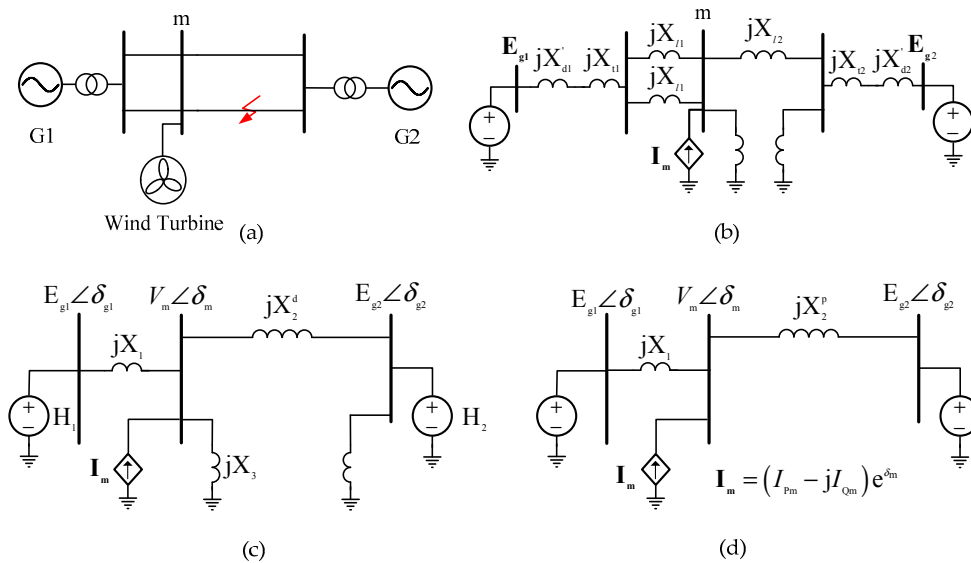 m
G1
G2
Wind Turbine
(a)
m
E_g1
jX'_d1
jX_t1
jX_l1
jX_l1
jX_l2
jX_t2
jX'_d2
E_g2
I_m
(b)
E_g1∠δ_g1
V_m∠δ_m
E_g2∠δ_g2
jX_1
jX_2^d
H_1
H_2
I_m
jX_3
(c)
E_g1∠δ_g1
V_m∠δ_m
E_g2∠δ_g2
jX_1
jX_2^p
I_m
I_m = (I_Pm − jI_Qm) e^δ_m
(d)